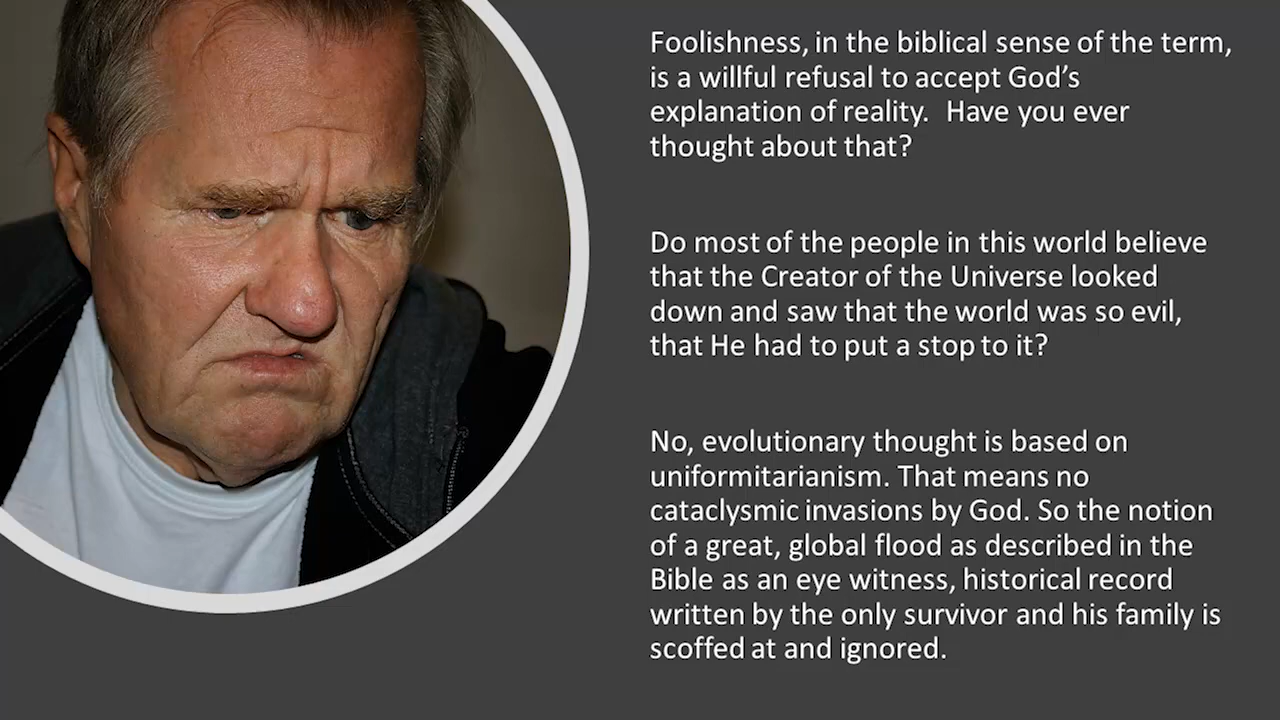 Foolishness, in the biblical sense of the term,
is a willful refusal to accept God’s
explanation of reality.  Have you ever
thought about that?
Do most of the people in this world believe
that the Creator of the Universe looked
down and saw that the world was so evil,
that He had to put a stop to it?
No, evolutionary thought is based on
uniformitarianism. That means no
cataclysmic invasions by God. So the notion
of a great, global flood as described in the
Bible as an eye witness, historical record
written by the only survivor and his family is
scoffed at and ignored.